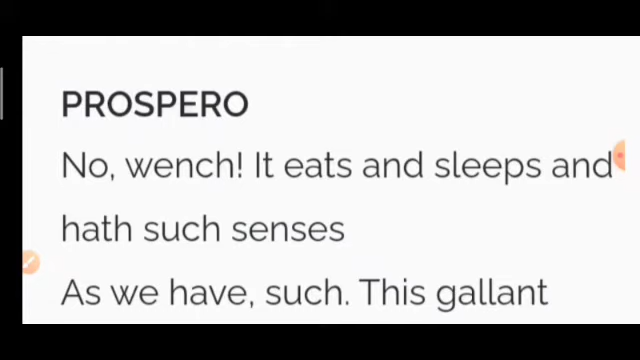 PROSPERO
No, wench! It eats and sleeps and
hath such senses
As we have, such. This gallant